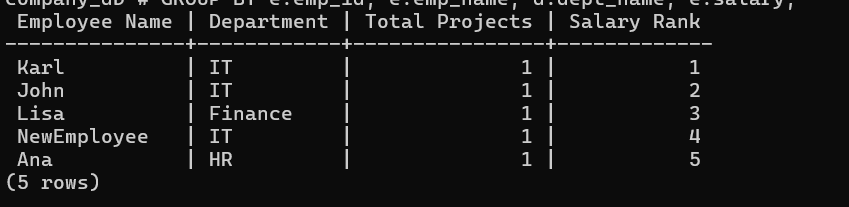 company_db # GROUP BY e.emp_id, e.emp_name, d.dept_name, e.salary;
 Employee Name | Department | Total Projects | Salary Rank
---------------+------------+----------------+-------------
 Karl          | IT         |              1 |           1
 John          | IT         |              1 |           2
 Lisa          | Finance    |              1 |           3
 NewEmployee   | IT         |              1 |           4
 Ana           | HR         |              1 |           5
(5 rows)